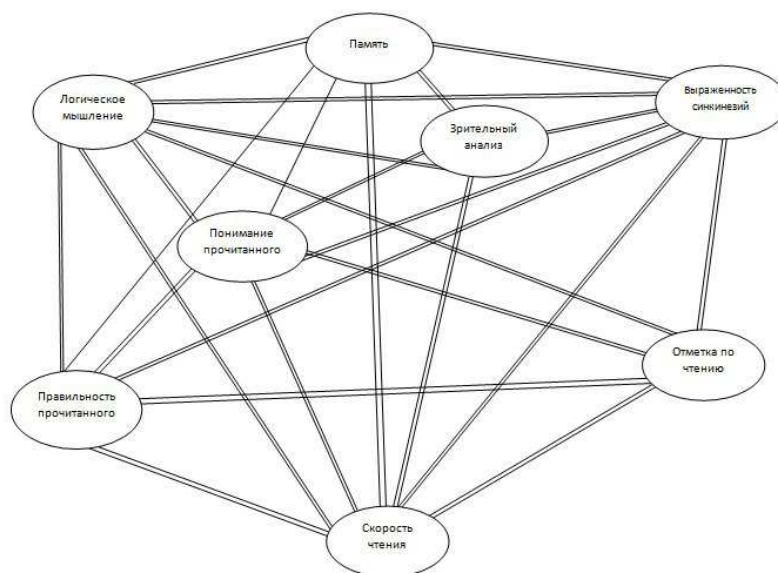 Память
Логическое
мышление
Выраженность
синкинезий
Зрительный
анализ
Понимание
прочитанного
Отметка по
чтению
Правильность
прочитанного
Скорость
чтения